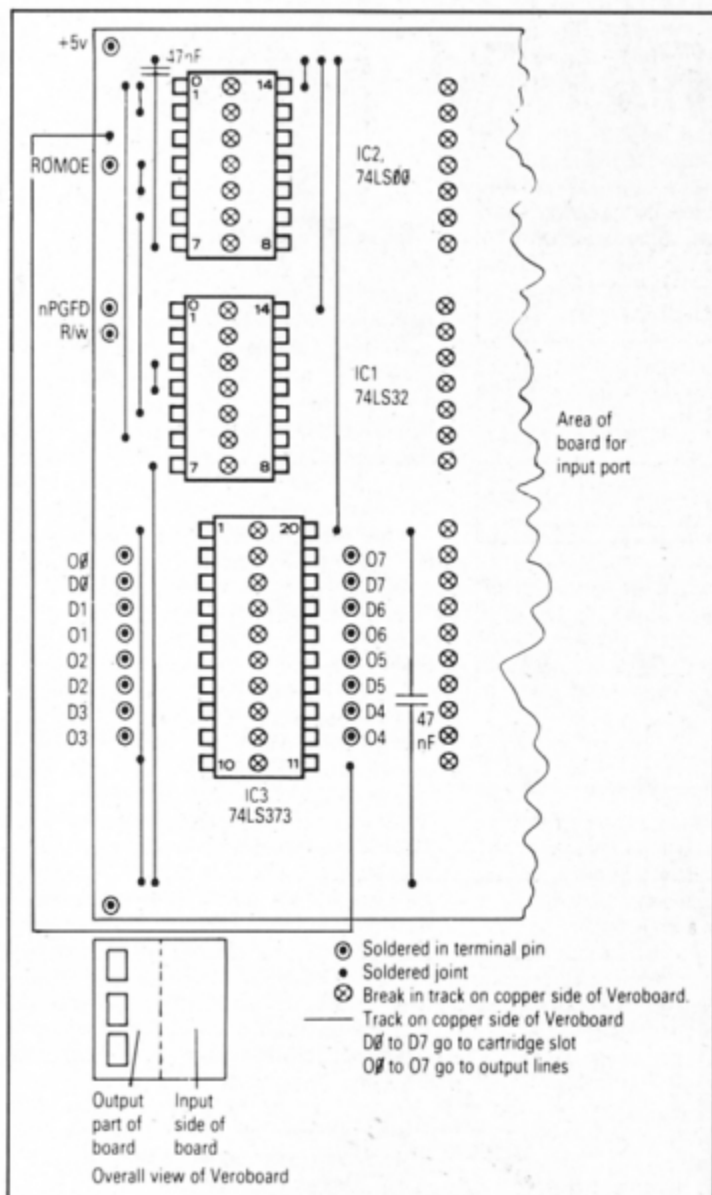 +5v
47nF
1
14
ROMOE
IC2,
74LS00
7
8
nPGFD
R/w
1
14
IC1
74LS32
7
8
Area of
board for
input port
1
20
O0
D0
D1
O1
O2
D2
D3
O3
O7
D7
D6
O6
O5
D5
D4
O4
47
nF
10
11
IC3
74LS373
Soldered in terminal pin
Soldered joint
Break in track on copper side of Veroboard.
Track on copper side of Veroboard
D0 to D7 go to cartridge slot
O0 to O7 go to output lines
Output
part of
board
Input
side of
board
Overall view of Veroboard